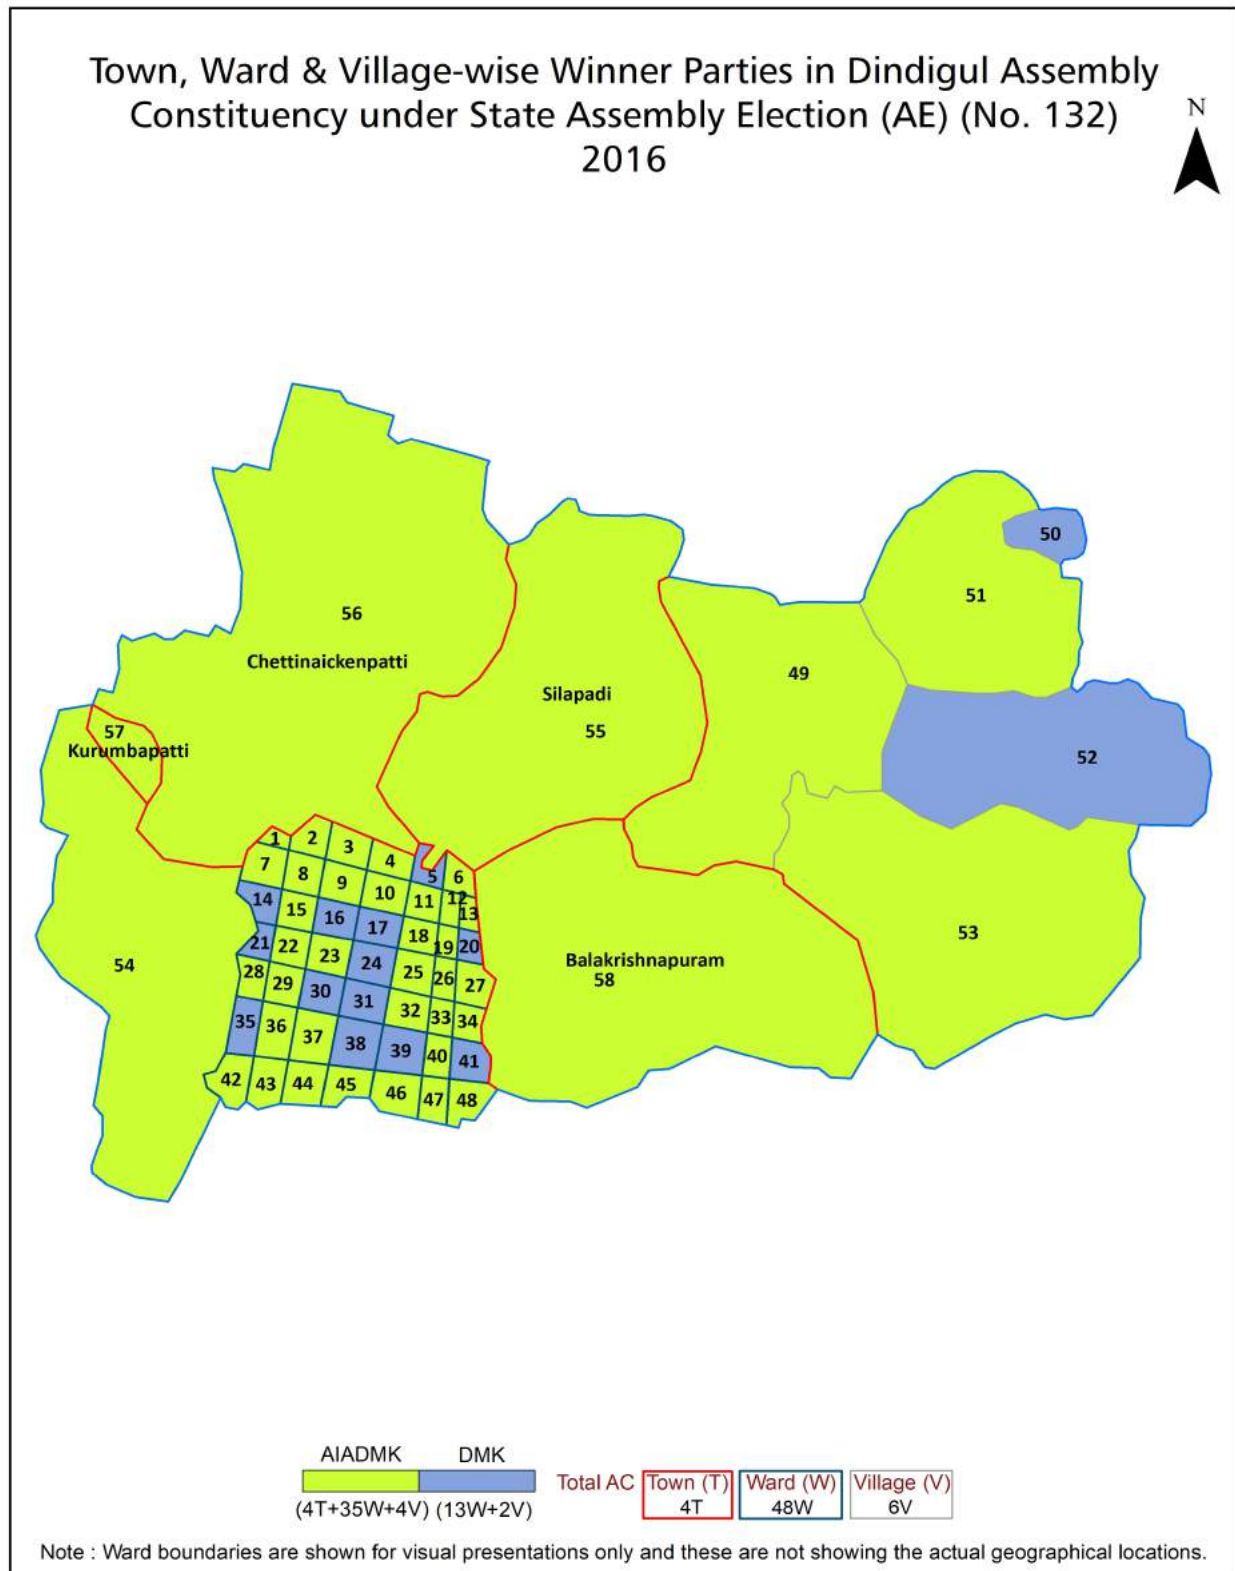 Town, Ward & Village-wise Winner Parties in Dindigul Assembly
Constituency under State Assembly Election (AE) (No. 132)
2016
N
50
51
56
49
Chettinaickenpatti
Silapadi
55
57
Kurumbapatti
52
1 2 3 4 5 6
7 8 9 10 11 12 13
14 15 16 17 18 19 20
21 22 23 24 25 26 27
28 29 30 31 32 33 34
35 36 37 38 39 40 41
42 43 44 45 46 47 48
54
53
Balakrishnapuram
58
AIADMK DMK
(4T+35W+4V) (13W+2V)
Total AC Town (T) Ward (W) Village (V)
4T 48W 6V
Note : Ward boundaries are shown for visual presentations only and these are not showing the actual geographical locations.